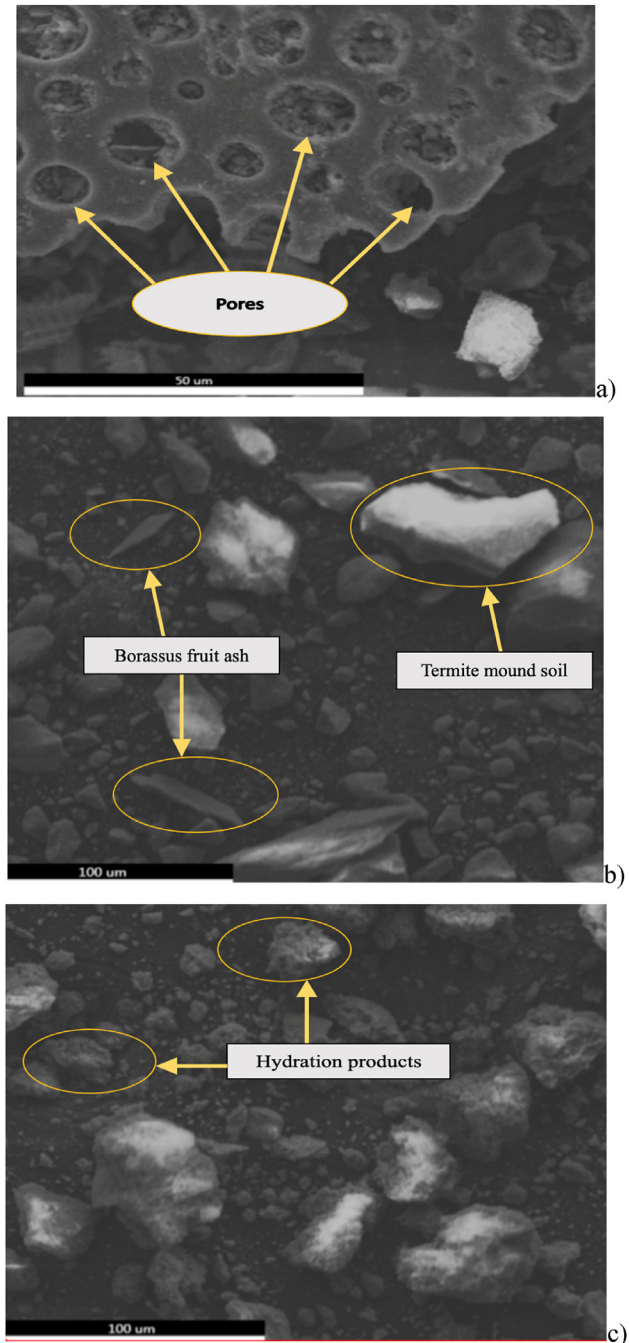 Pores
50 um
a)
Borassus fruit ash
Termite mound soil
100 um
b)
Hydration products
100 um
c)